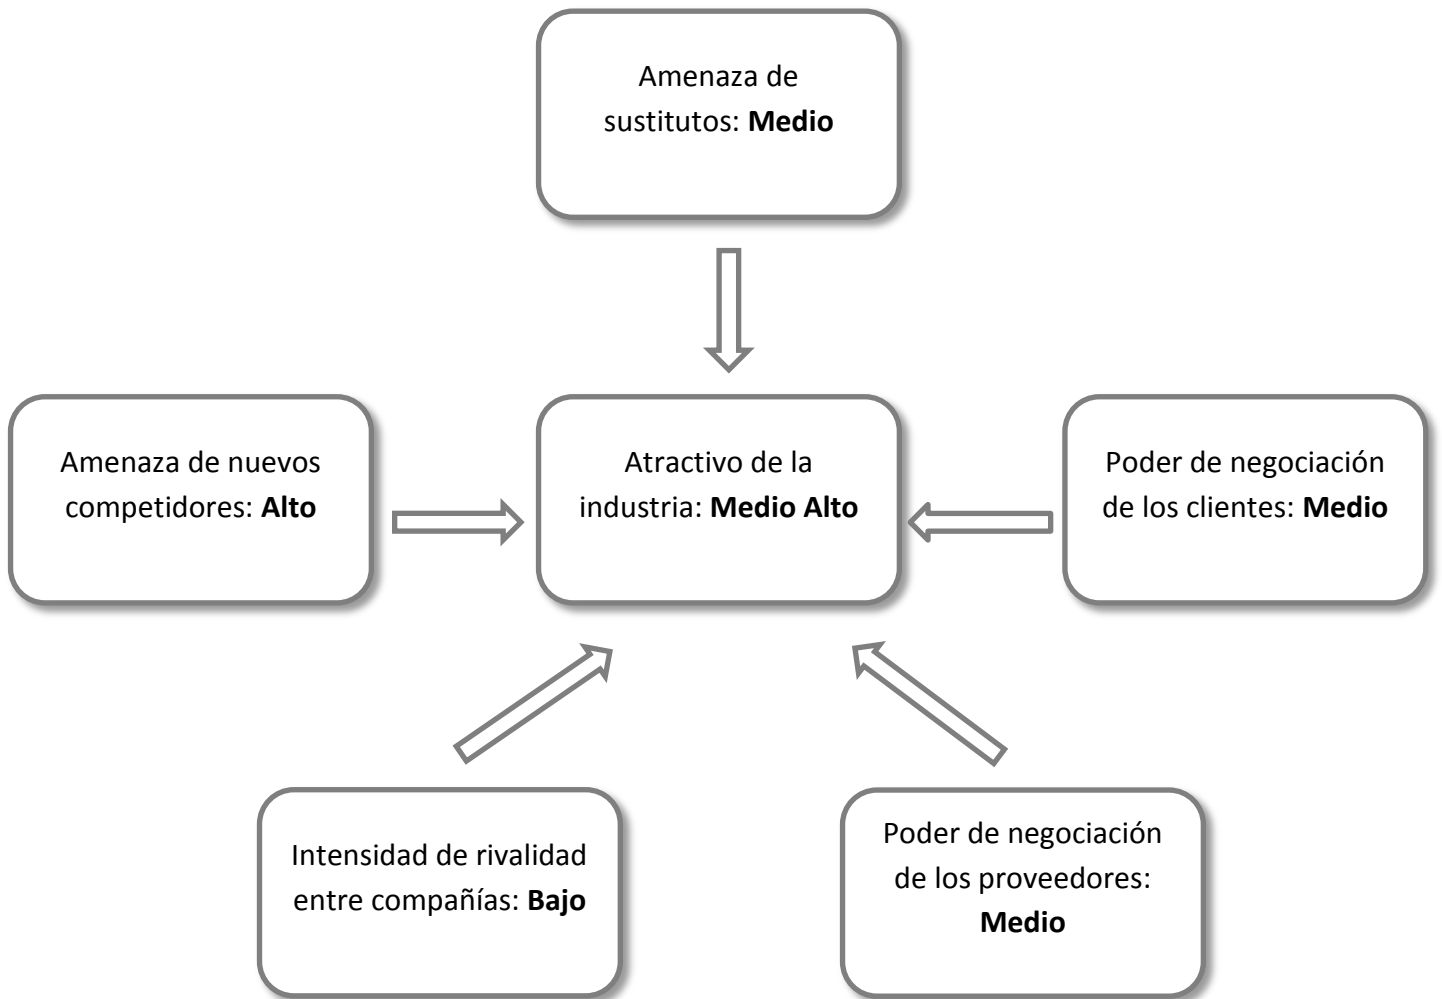 Amenaza de
sustitutos: Medio
Amenaza de nuevos
competidores: Alto
Atractivo de la
industria: Medio Alto
Poder de negociación
de los clientes: Medio
Intensidad de rivalidad
entre compañías: Bajo
Poder de negociación
de los proveedores:
Medio